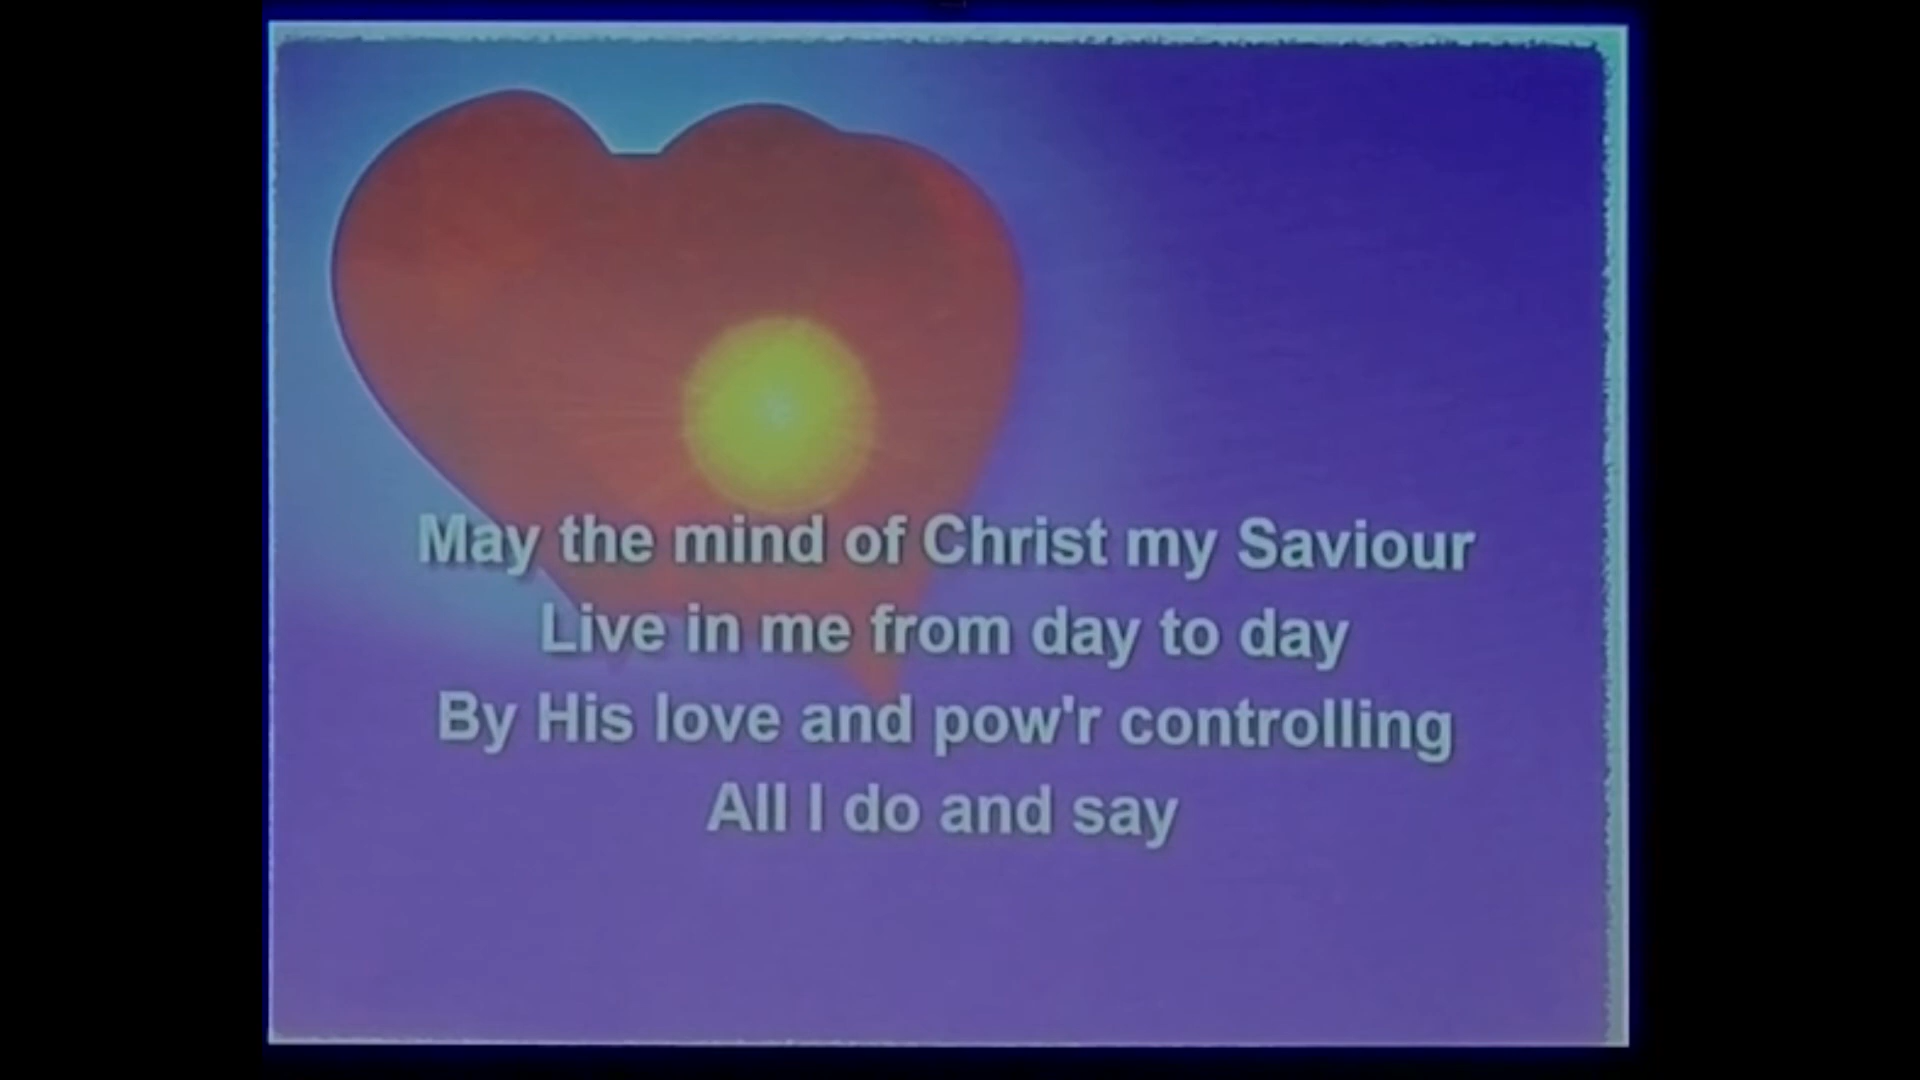 May the mind of Christ my Saviour
Live in me from day to day
By His love and pow'r controlling
All I do and say